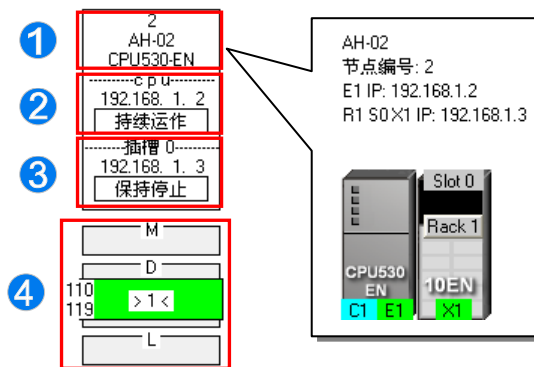 1
2
AH-02
CPU530-EN
2
cpu
192.168. 1. 2
持续运作
3
插槽 0
192.168. 1. 3
保持停止
4
M
D
110
119
>1<
L
AH-02
节点编号: 2
E1 IP: 192.168.1.2
R1 S0 X1 IP: 192.168.1.3
Slot 0
Rack 1
CPU530
EN
10EN
C1 E1
X1